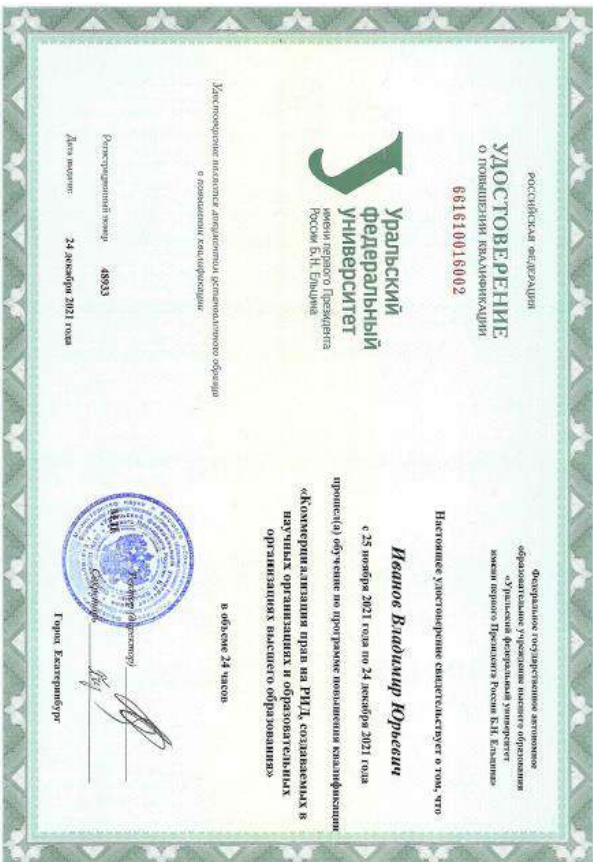 РОССИЙСКАЯ ФЕДЕРАЦИЯ
УДОСТОВЕРЕНИЕ
О ПОВЫШЕНИИ КВАЛИФИКАЦИИ
661610016002
Уральский
федеральный
университет
имени первого Президента
России Б.Н. Ельцина
Удостоверение является документом установленного образца
о повышении квалификации
Регистрационный номер 48933
Дата выдачи: 24 декабря 2021 года
Федеральное государственное автономное
образовательное учреждение высшего образования
«Уральский федеральный университет
имени первого Президента России Б.Н. Ельцина»
Настоящее удостоверение свидетельствует о том, что
Иванов Владимир Юрьевич
с 25 ноября 2021 года по 24 декабря 2021 года
прошел(а) обучение по программе повышения квалификации
«Коммерциализация прав на РИД, создаваемых в
научных организациях и образовательных
организациях высшего образования»
в объеме 24 часов
Ректор (директор)
М.П.
Секретарь
Город Екатеринбург